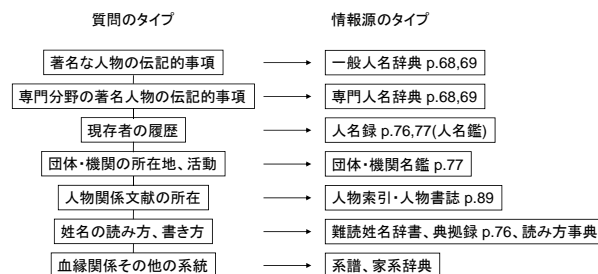 質問のタイプ 情報源のタイプ
著名な人物の伝記的事項 一般人名辞典 p.68,69
専門分野の著名人物の伝記的事項 専門人名辞典 p.68,69
現存者の履歴 人名録 p.76,77(人名鑑)
団体・機関の所在地、活動 団体・機関名鑑 p.77
人物関係文献の所在 人物索引・人物書誌 p.89
姓名の読み方、書き方 難読姓名辞書、典拠録 p.76、読み方事典
血縁関係その他の系統 系譜、家系辞典